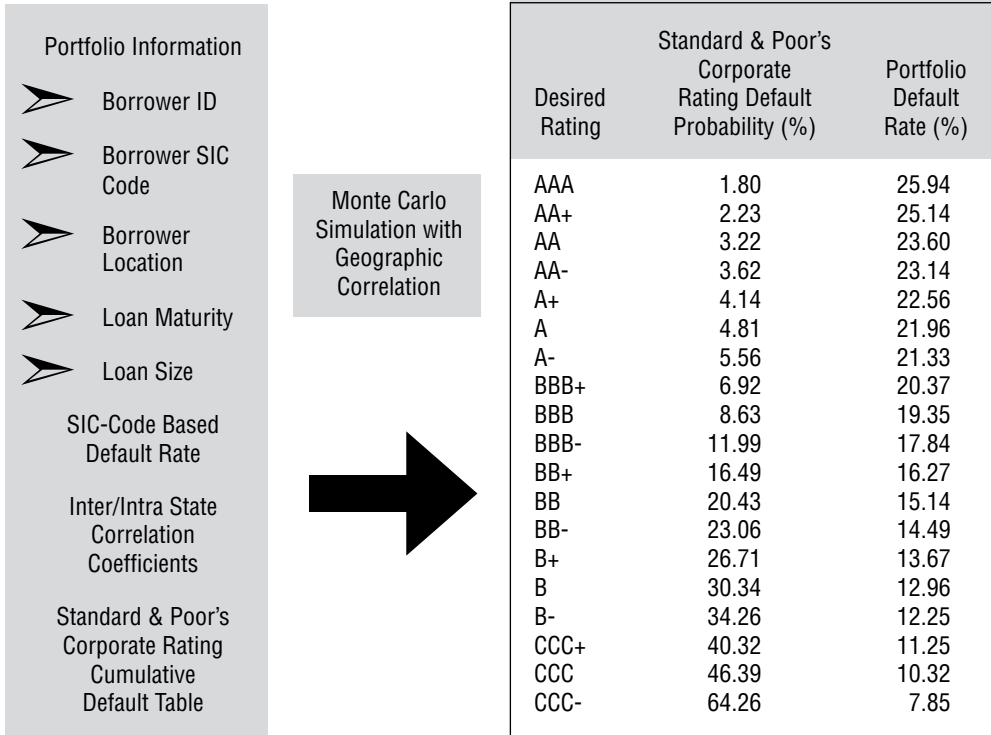 Portfolio Information
Borrower ID
Borrower SIC
Code
Borrower
Location
Loan Maturity
Loan Size
SIC-Code Based
Default Rate
Inter/Intra State
Correlation
Coefficients
Standard & Poor's
Corporate Rating
Cumulative
Default Table
Monte Carlo
Simulation with
Geographic
Correlation
Standard & Poor's
Corporate Portfolio
Desired Rating Default Default
Rating Probability (%) Rate (%)
AAA 1.80 25.94
AA+ 2.23 25.14
AA 3.22 23.60
AA- 3.62 23.14
A+ 4.14 22.56
A 4.81 21.96
A- 5.56 21.33
BBB+ 6.92 20.37
BBB 8.63 19.35
BBB- 11.99 17.84
BB+ 16.49 16.27
BB 20.43 15.14
BB- 23.06 14.49
B+ 26.71 13.67
B 30.34 12.96
B- 34.26 12.25
CCC+ 40.32 11.25
CCC 46.39 10.32
CCC- 64.26 7.85